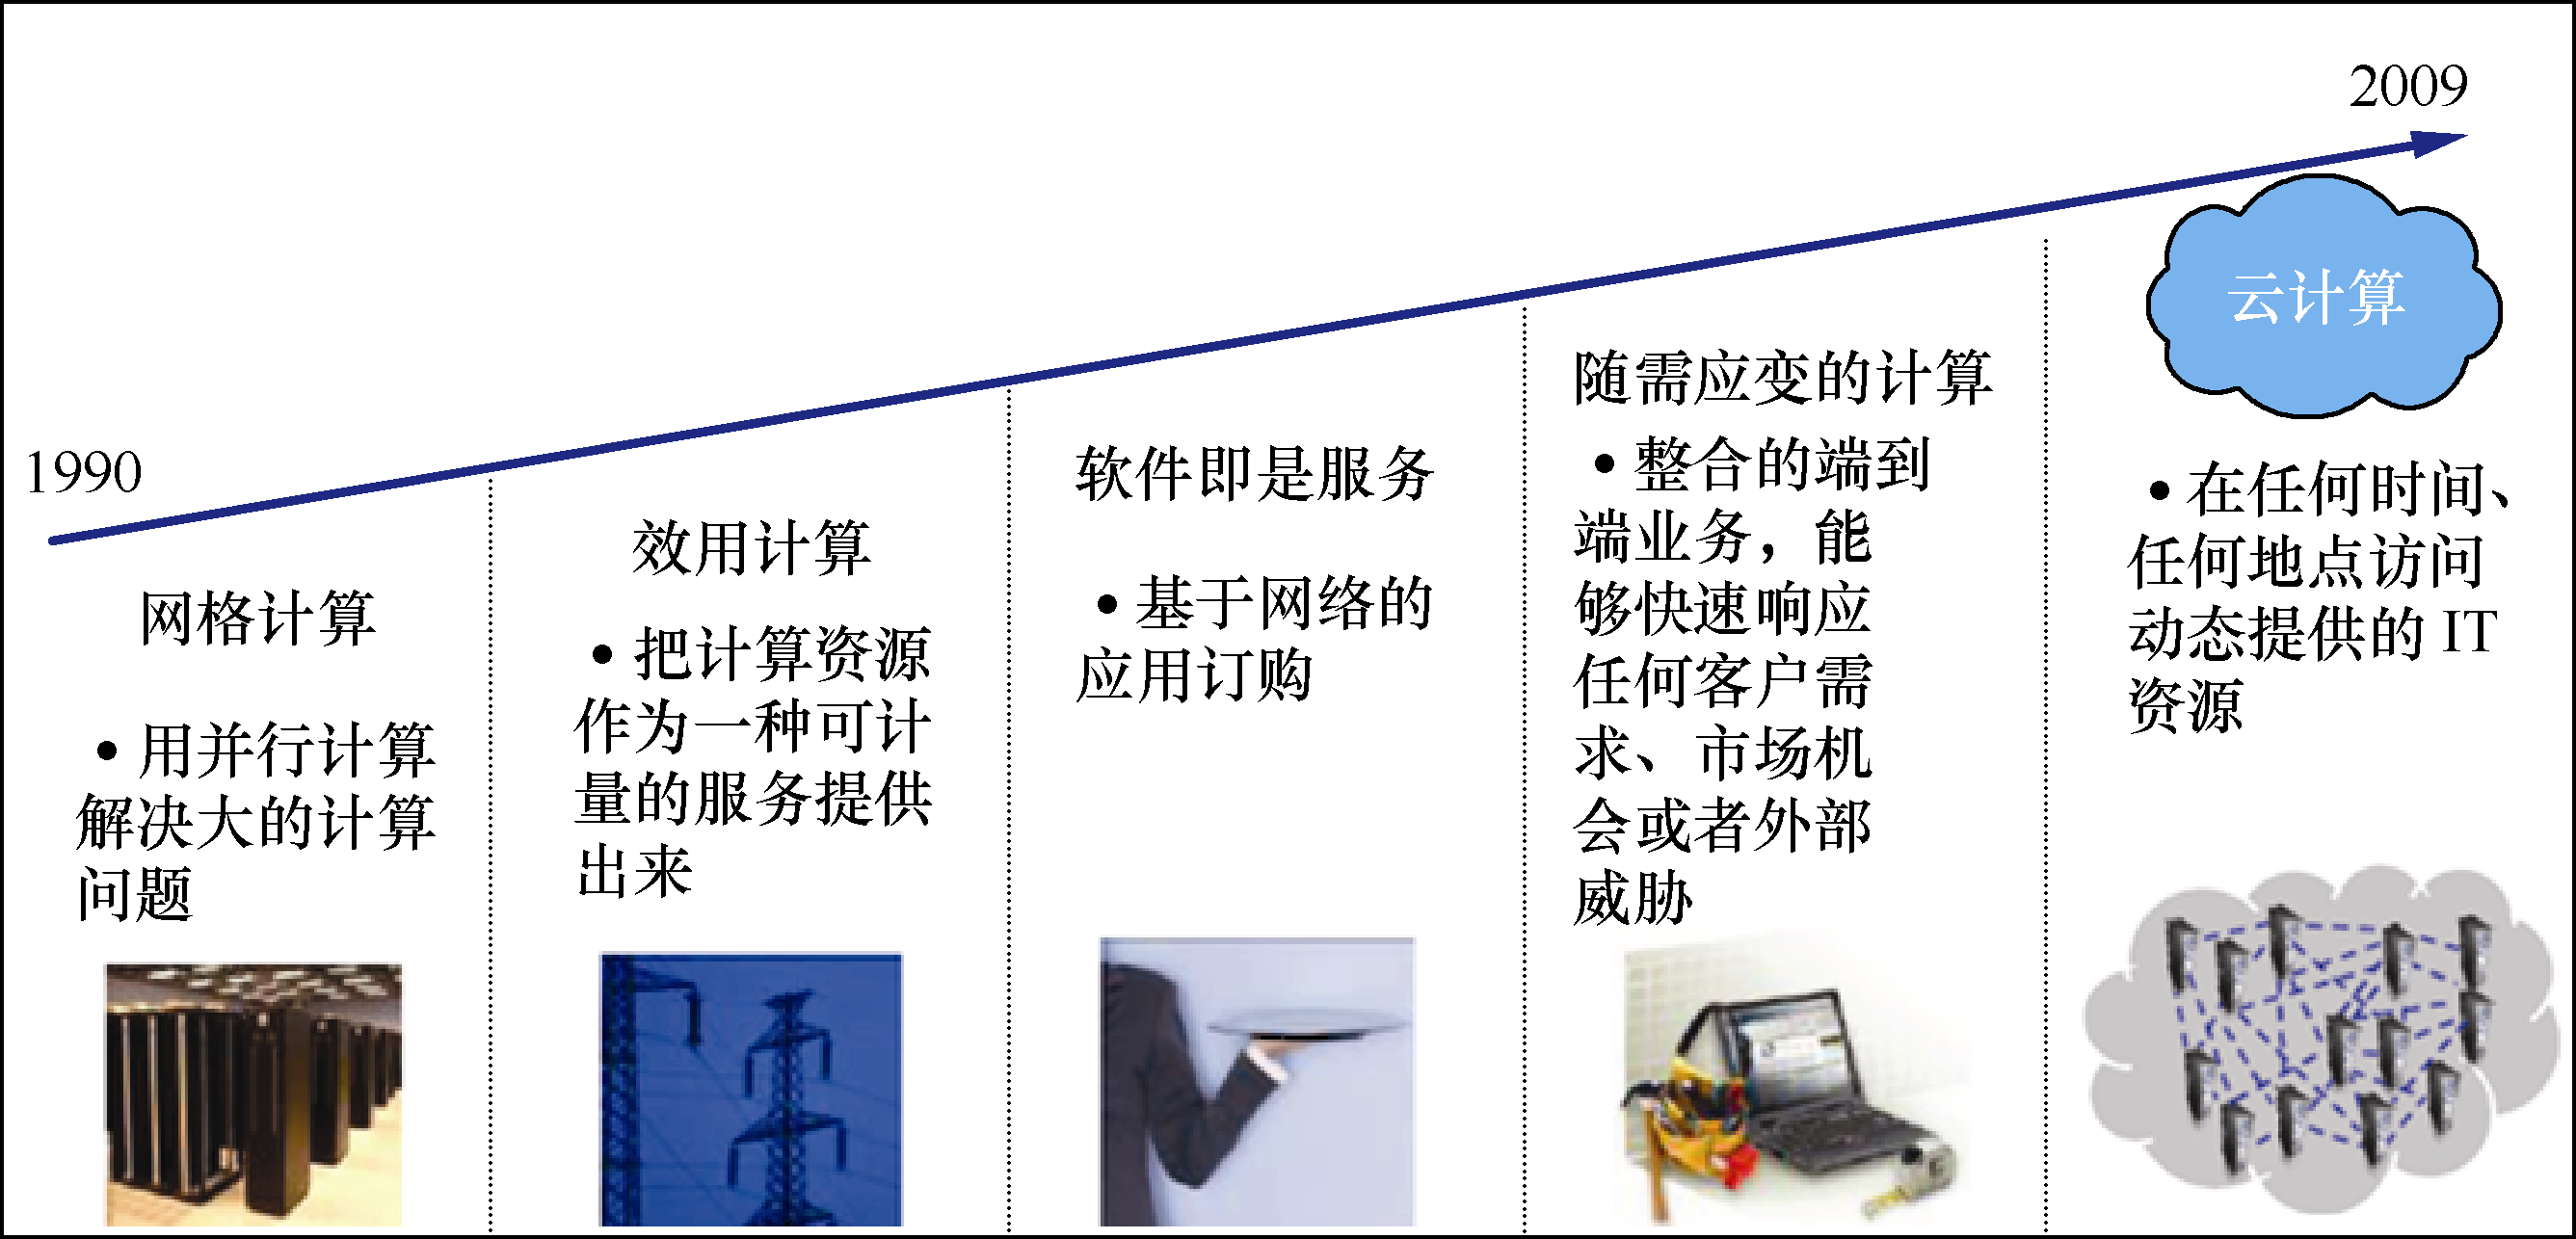 1990
2009
网格计算
• 用并行计算
解决大的计算
问题
效用计算
• 把计算资源
作为一种可计
量的服务提供
出来
软件即是服务
• 基于网络的
应用订购
随需应变的计算
• 整合的端到
端业务，能
够快速响应
任何客户需
求、市场机
会或者外部
威胁
云计算
• 在任何时间、
任何地点访问
动态提供的 IT
资源